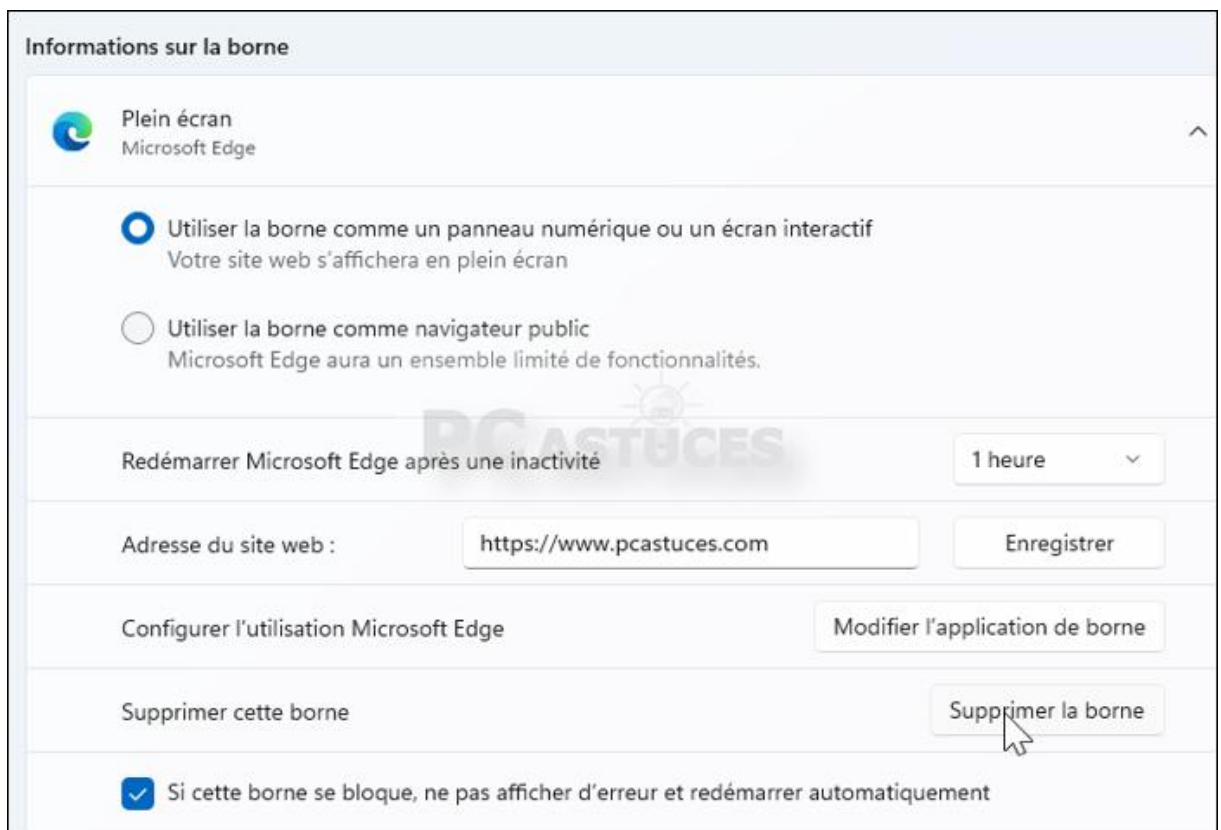 Informations sur la borne
Plein écran
Microsoft Edge
Utiliser la borne comme un panneau numérique ou un écran interactif
Votre site web s’affichera en plein écran
Utiliser la borne comme navigateur public
Microsoft Edge aura un ensemble limité de fonctionnalités.
PC ASTUCES
Redémarrer Microsoft Edge après une inactivité 1 heure
Adresse du site web : https://www.pcastuces.com Enregistrer
Configurer l’utilisation Microsoft Edge Modifier l’application de borne
Supprimer cette borne Supprimer la borne
Si cette borne se bloque, ne pas afficher d’erreur et redémarrer automatiquement